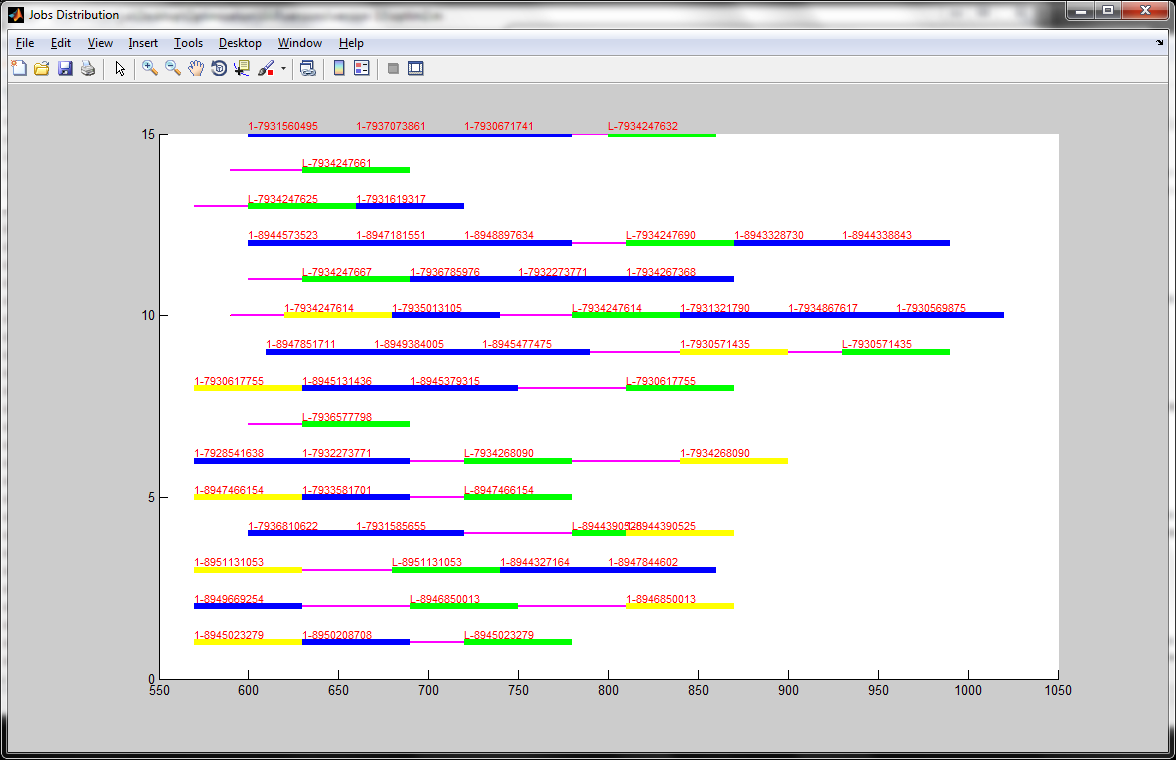 Jobs Distribution
File Edit View Insert Tools Desktop Window Help
1-7931560495 1-7937073861 1-7930671741 L-7934247632
15
L-7934247661
L-7934247625 1-7931619317
1-8944573523 1-8947181551 1-8948897634 L-7934247690 1-8943328730 1-8944338843
L-7934247667 1-7936785976 1-7932273771 1-7934267368
10 1-7934247614 1-7935013105 L-7934247614 1-7931321790 1-7934867617 1-7930569875
1-8947851711 1-8949384005 1-8945477475 1-7930571435 L-7930571435
1-7930617755 1-8945131436 1-8945379315 L-7930617755
L-7936577798
1-7928541638 1-7932273771 L-7934268090 1-7934268090
5 1-8947466154 1-7933581701 L-8947466154
1-7936810622 1-7931585655 L-8944390525 1-8944390525
1-8951131053 L-8951131053 1-8944327164 1-8947844602
1-8949669254 L-8946850013 1-8946850013
1-8945023279 1-8950208708 L-8945023279
0
550 600 650 700 750 800 850 900 950 1000 1050